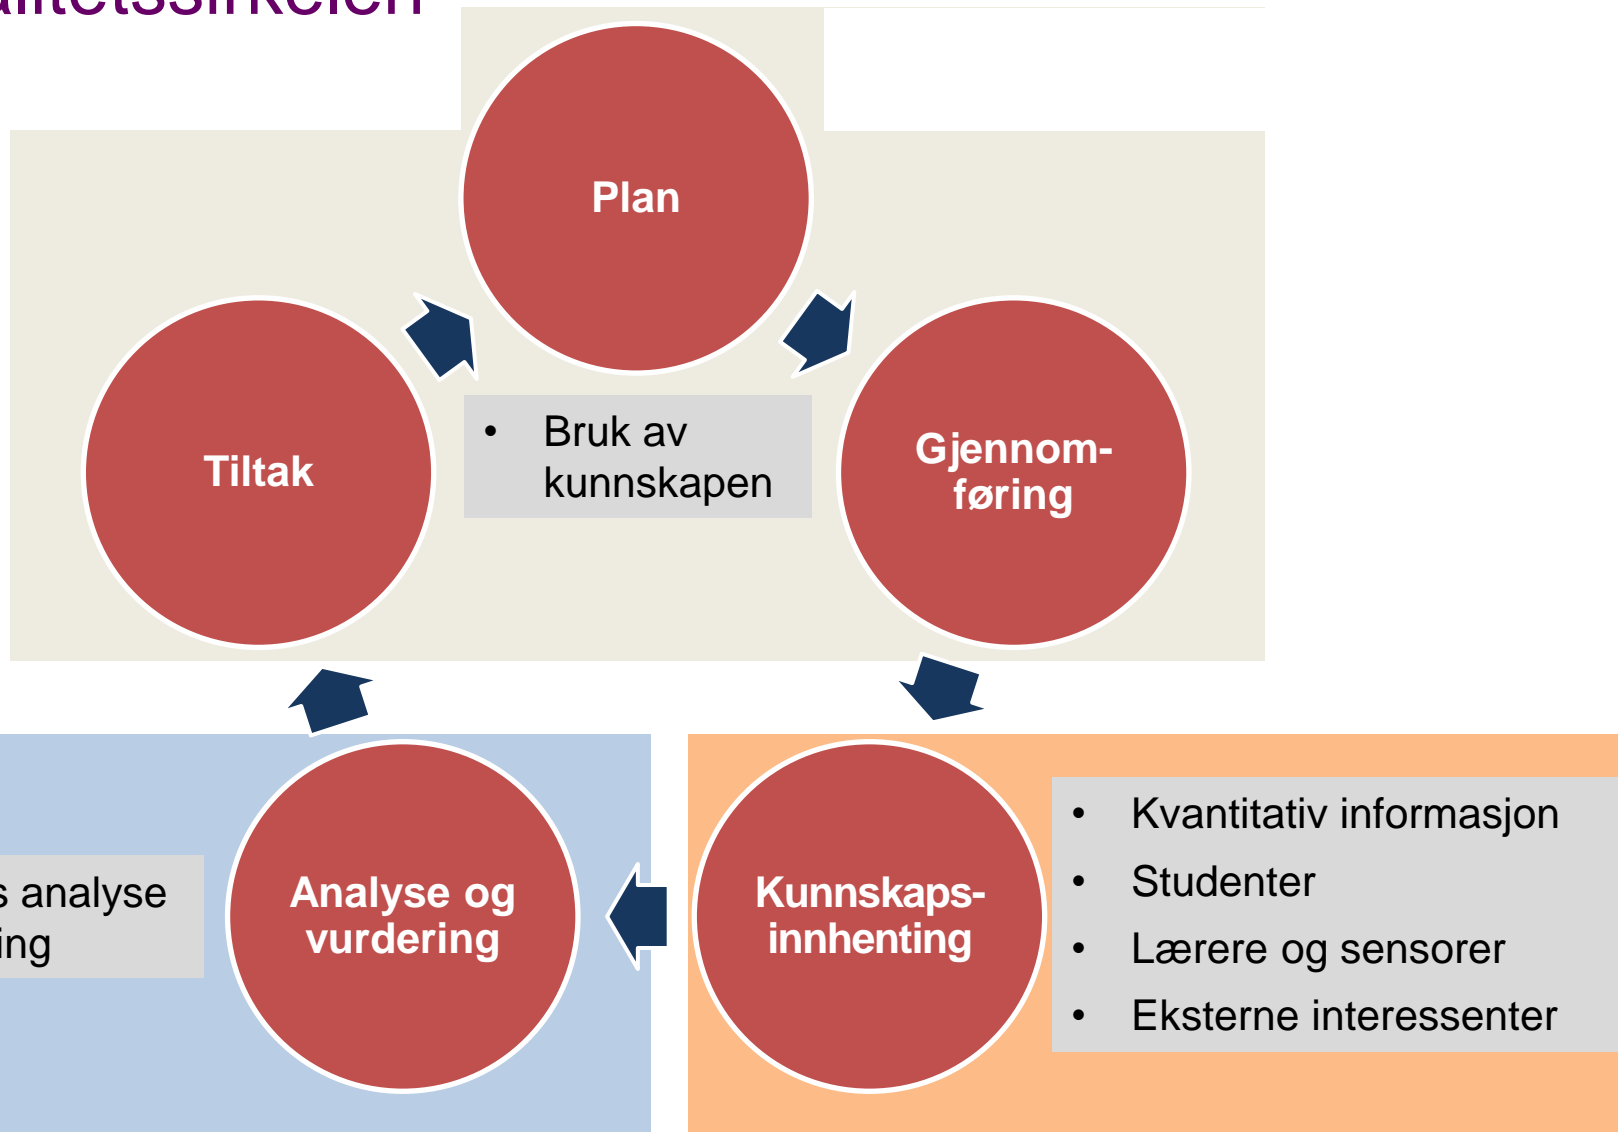 Plan
Tiltak
• Bruk av
kunnskapen
Gjennom-
føring
analyse
Analyse og
vurdering
Kunnskaps-
innhenting
• Kvantitativ informasjon
• Studenter
• Lærere og sensorer
• Eksterne interessenter